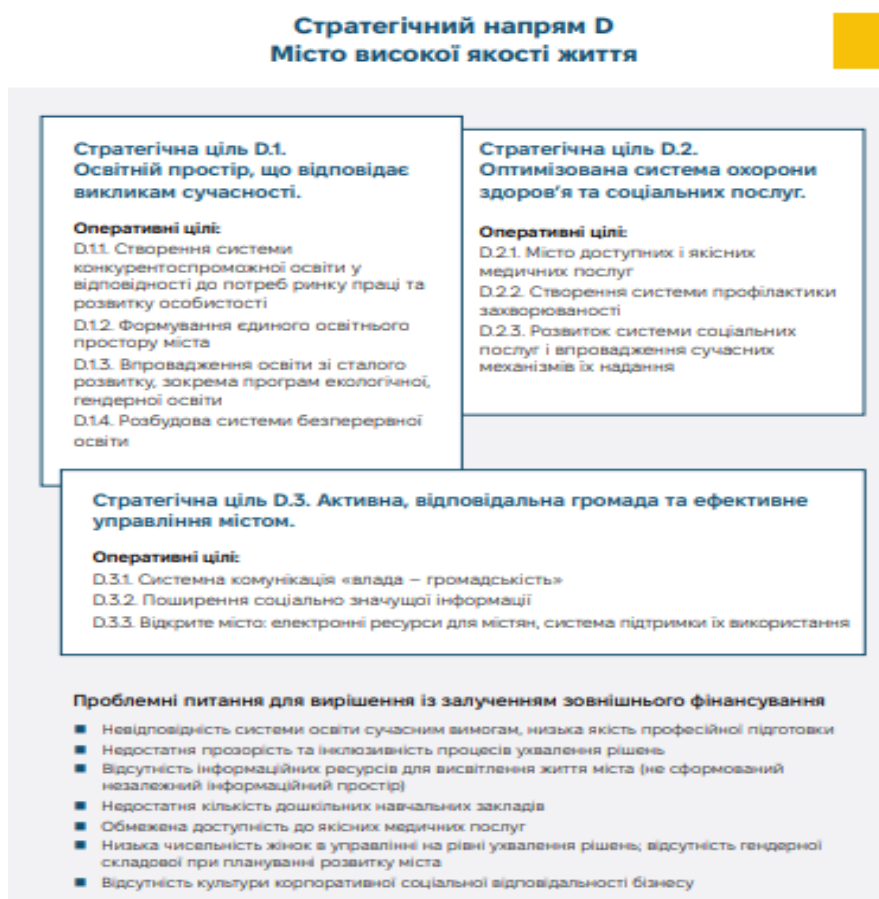 Стратегічний напрям D
Місто високої якості життя
Стратегічна ціль D.1.
Освітній простір, що відповідає
викликам сучасності.
Оперативні цілі:
D.1.1. Створення системи
конкурентоспроможної освіти у
відповідності до потреб ринку праці та
розвитку особистості
D.1.2. Формування єдиного освітнього
простору міста
D.1.3. Впровадження освіти зі сталого
розвитку, зокрема програм екологічної,
гендерної освіти
D.1.4. Розбудова системи безперервної
освіти
Стратегічна ціль D.2.
Оптимізована система охорони
здоров’я та соціальних послуг.
Оперативні цілі:
D.2.1. Місто доступних і якісних
медичних послуг
D.2.2. Створення системи профілактики
захворюваності
D.2.3. Розвиток системи соціальних
послуг і впровадження сучасних
механізмів їх надання
Стратегічна ціль D.3. Активна, відповідальна громада та ефективне
управління містом.
Оперативні цілі:
D.3.1. Системна комунікація «влада – громадськість»
D.3.2. Поширення соціально значущої інформації
D.3.3. Відкрите місто: електронні ресурси для містян, система підтримки їх використання
Проблемні питання для вирішення із залученням зовнішнього фінансування
■ Невідповідність системи освіти сучасним вимогам, низька якість професійної підготовки
■ Недостатня прозорість та інклюзивність процесів ухвалення рішень
■ Відсутність інформаційних ресурсів для висвітлення життя міста (не сформований
незалежний інформаційний простір)
■ Недостатня кількість дошкільних навчальних закладів
■ Обмежена доступність до якісних медичних послуг
■ Низька чисельність жінок в управлінні на рівні ухвалення рішень; відсутність гендерної
складової при плануванні розвитку міста
■ Відсутність культури корпоративної соціальної відповідальності бізнесу